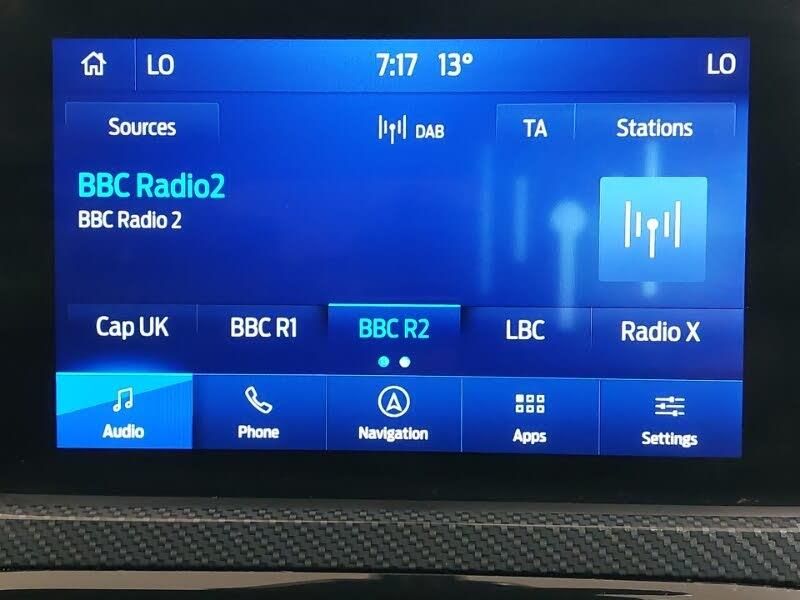 LO 7:17 13° LO
Sources DAB TA Stations
BBC Radio2
BBC Radio 2
Cap UK BBC R1 BBC R2 LBC Radio X
Audio Phone Navigation Apps Settings